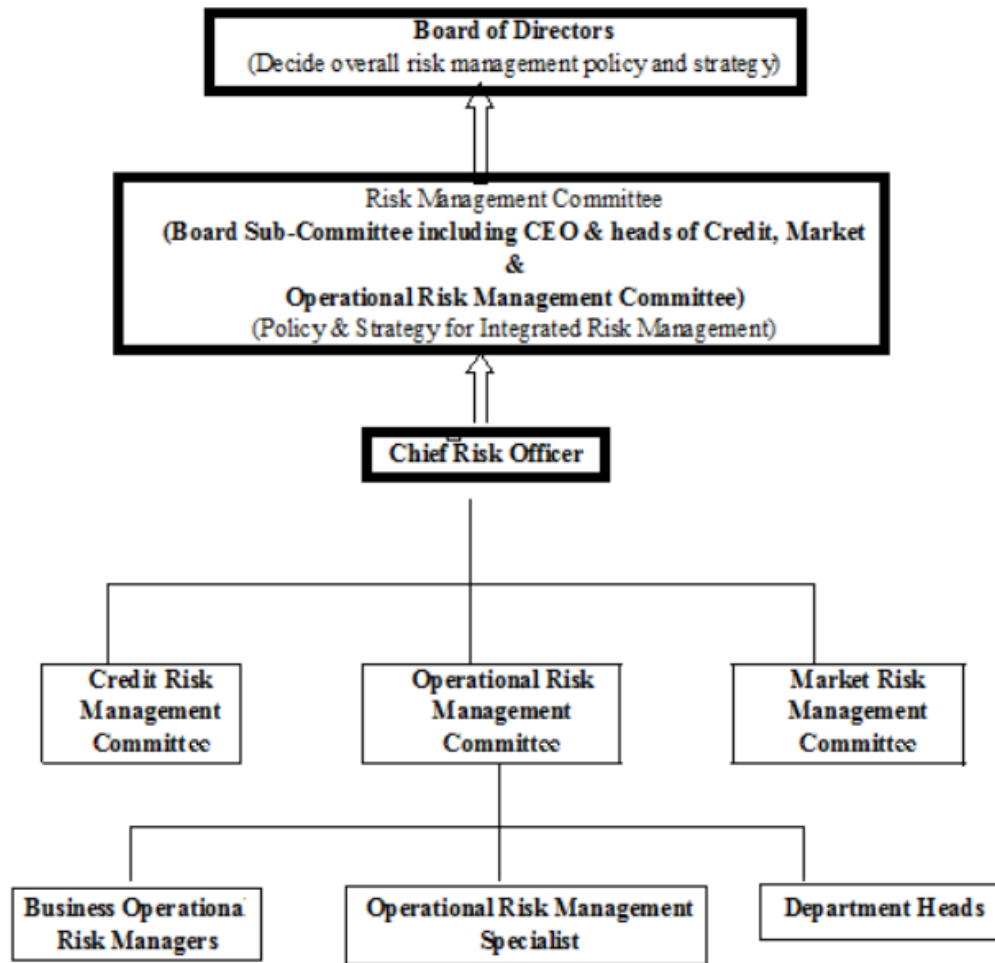 Board of Directors
(Decide overall risk management policy and strategy)
Risk Management Committee
(Board Sub-Committee including CEO & heads of Credit, Market
&
Operational Risk Management Committee)
(Policy & Strategy for Integrated Risk Management)
Chief Risk Officer
Credit Risk
Management
Committee
Operational Risk
Management
Committee
Market Risk
Management
Committee
Business Operational
Risk Managers
Operational Risk Management
Specialist
Department Heads